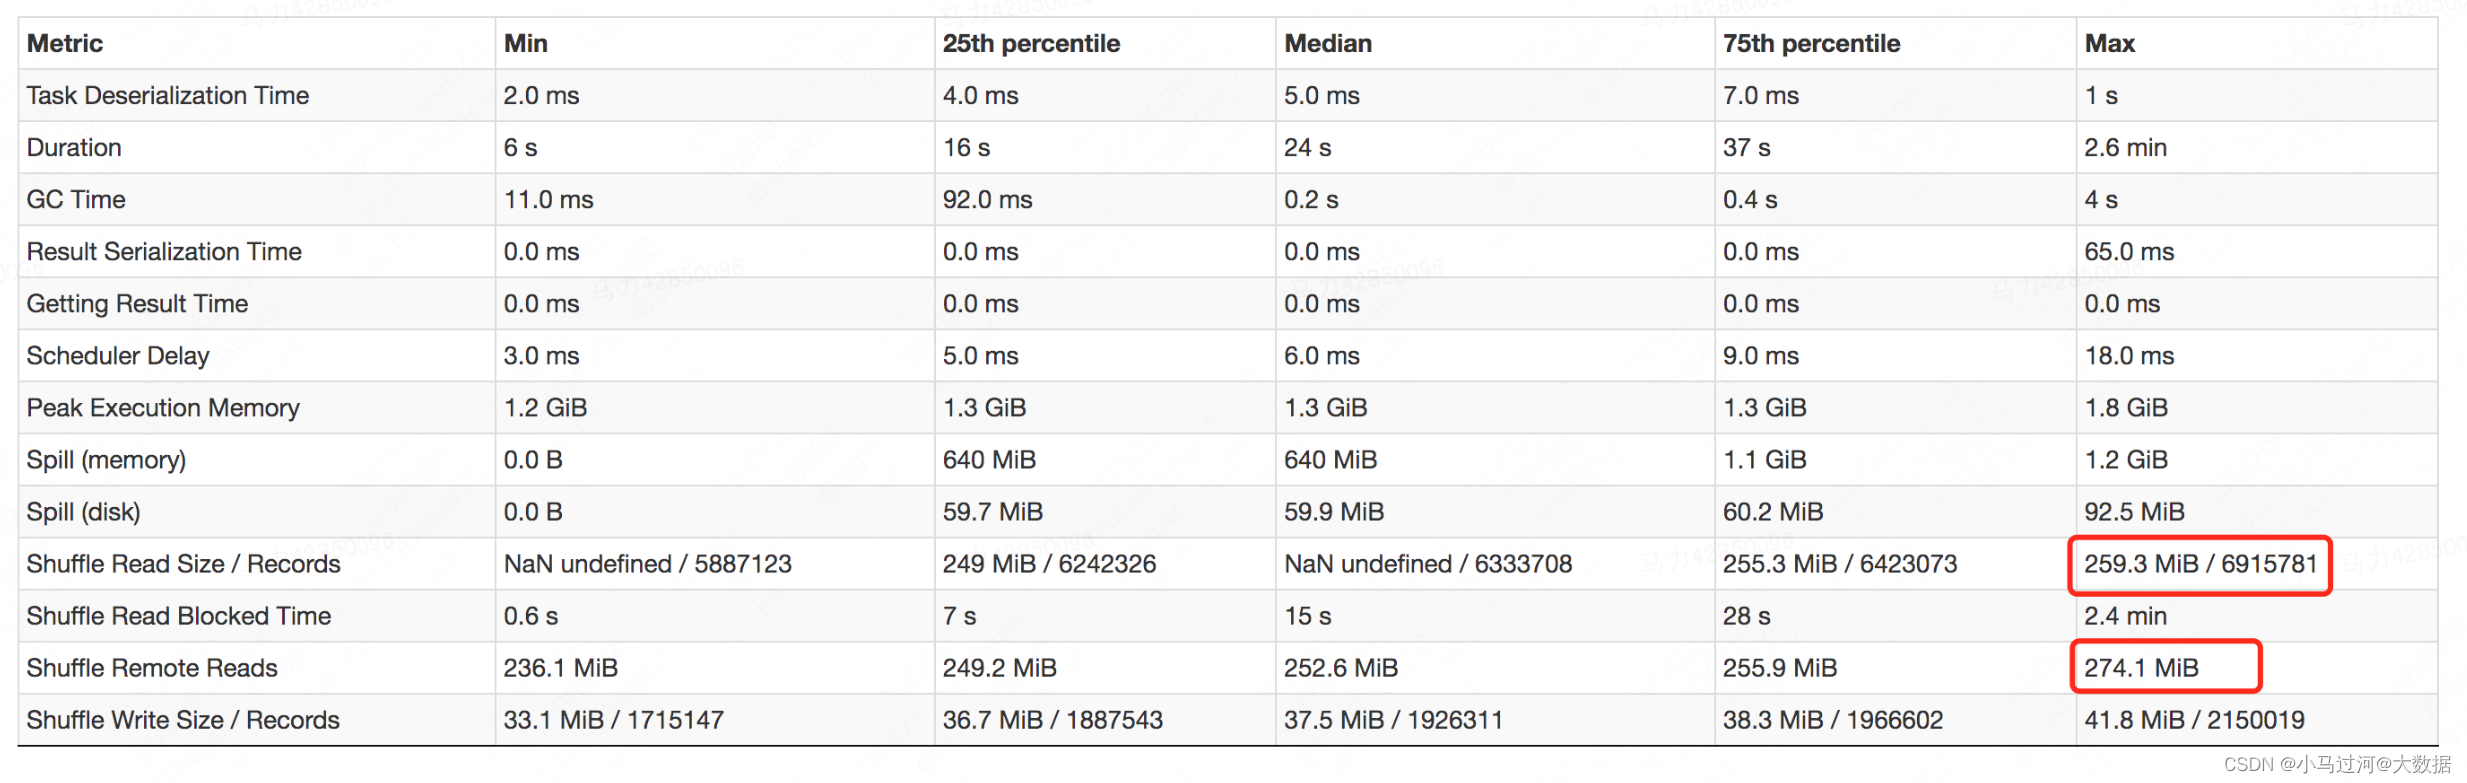 Metric Min 25th percentile Median 75th percentile Max
Task Deserialization Time 2.0 ms 4.0 ms 5.0 ms 7.0 ms 1 s
Duration 6 s 16 s 24 s 37 s 2.6 min
GC Time 11.0 ms 92.0 ms 0.2 s 0.4 s 4 s
Result Serialization Time 0.0 ms 0.0 ms 0.0 ms 0.0 ms 65.0 ms
Getting Result Time 0.0 ms 0.0 ms 0.0 ms 0.0 ms 0.0 ms
Scheduler Delay 3.0 ms 5.0 ms 6.0 ms 9.0 ms 18.0 ms
Peak Execution Memory 1.2 GiB 1.3 GiB 1.3 GiB 1.3 GiB 1.8 GiB
Spill (memory) 0.0 B 640 MiB 640 MiB 1.1 GiB 1.2 GiB
Spill (disk) 0.0 B 59.7 MiB 59.9 MiB 60.2 MiB 92.5 MiB
Shuffle Read Size / Records NaN undefined / 5887123 249 MiB / 6242326 NaN undefined / 6333708 255.3 MiB / 6423073 259.3 MiB / 6915781
Shuffle Read Blocked Time 0.6 s 7 s 15 s 28 s 2.4 min
Shuffle Remote Reads 236.1 MiB 249.2 MiB 252.6 MiB 255.9 MiB 274.1 MiB
Shuffle Write Size / Records 33.1 MiB / 1715147 36.7 MiB / 1887543 37.5 MiB / 1926311 38.3 MiB / 1966602 41.8 MiB / 2150019
马力42850096
CSDN @小马过河@大数据